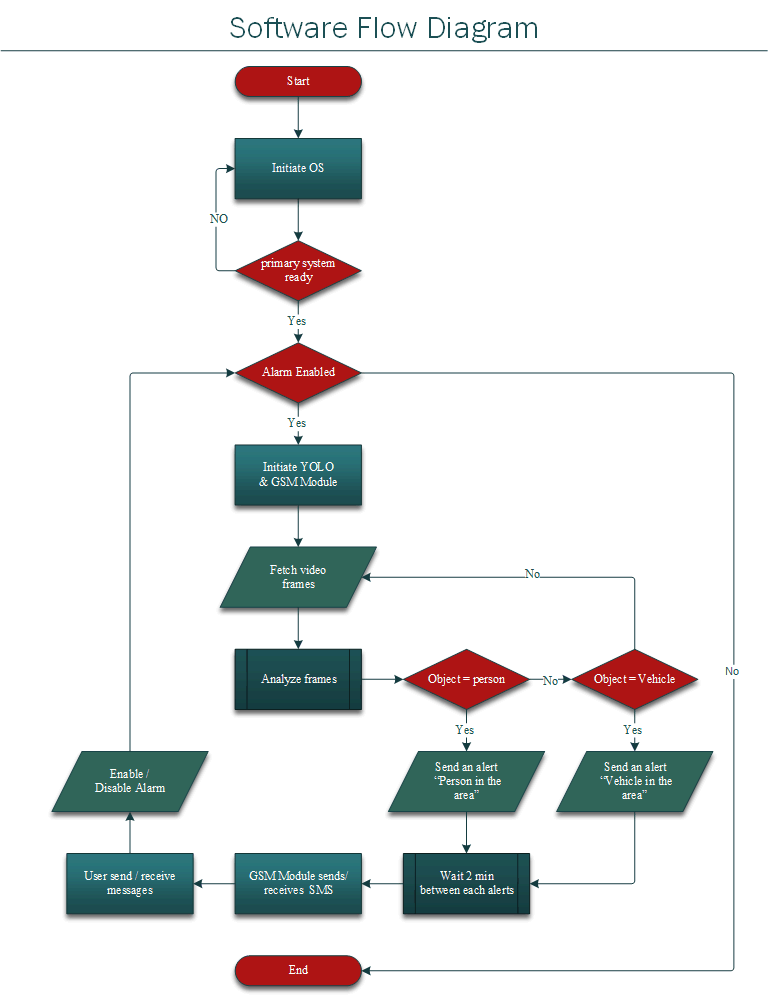 Software Flow Diagram
Start
Initiate OS
NO
primary system
ready
Yes
Alarm Enabled
Yes
Initiate YOLO
& GSM Module
Fetch video
frames
No
Analyze frames
Object = person
No
Object = Vehicle
No
Yes
Yes
Enable /
Disable Alarm
Send an alert
“Person in the
area”
Send an alert
“Vehicle in the
area”
User send / receive
messages
GSM Module sends/
receives SMS
Wait 2 min
between each alerts
End